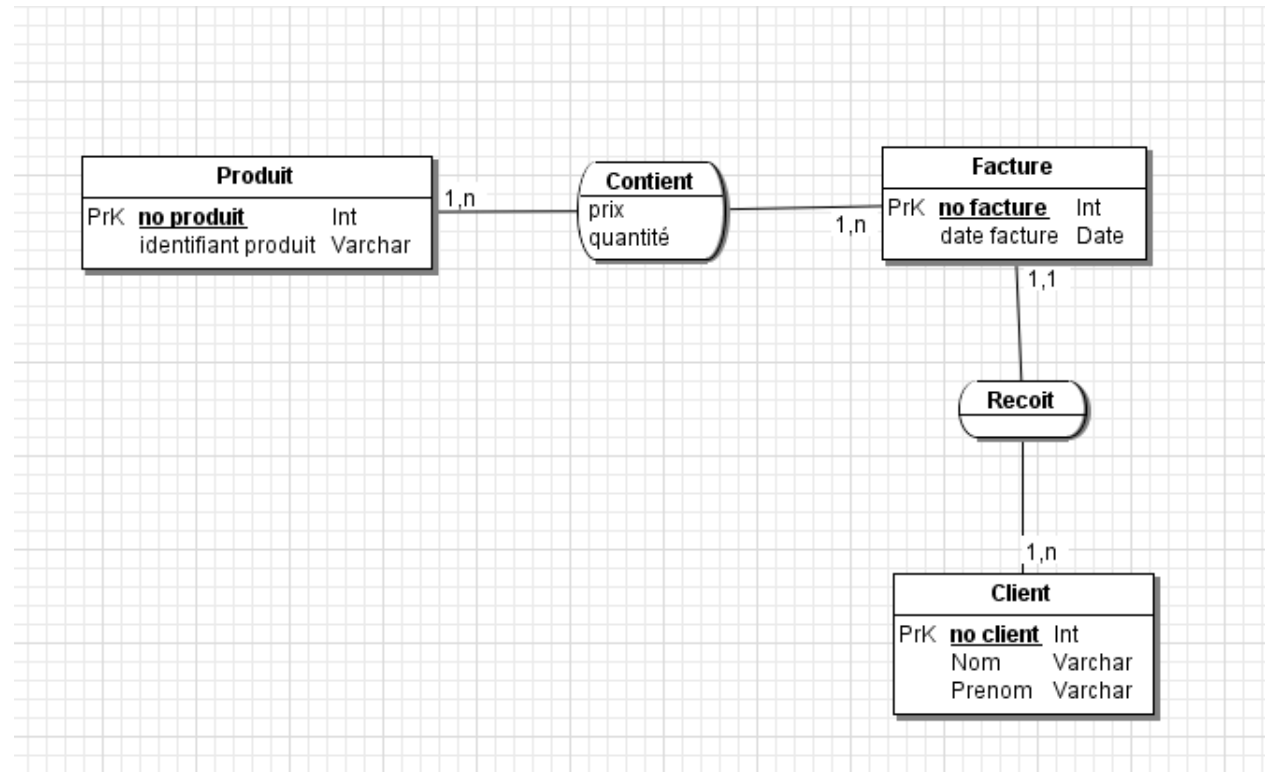 Produit
PrK no produit Int
identifiant produit Varchar
1,n
Contient
prix
quantité
1,n
Facture
PrK no facture Int
date facture Date
1,1
Recoit
1,n
Client
PrK no client Int
Nom Varchar
Prenom Varchar